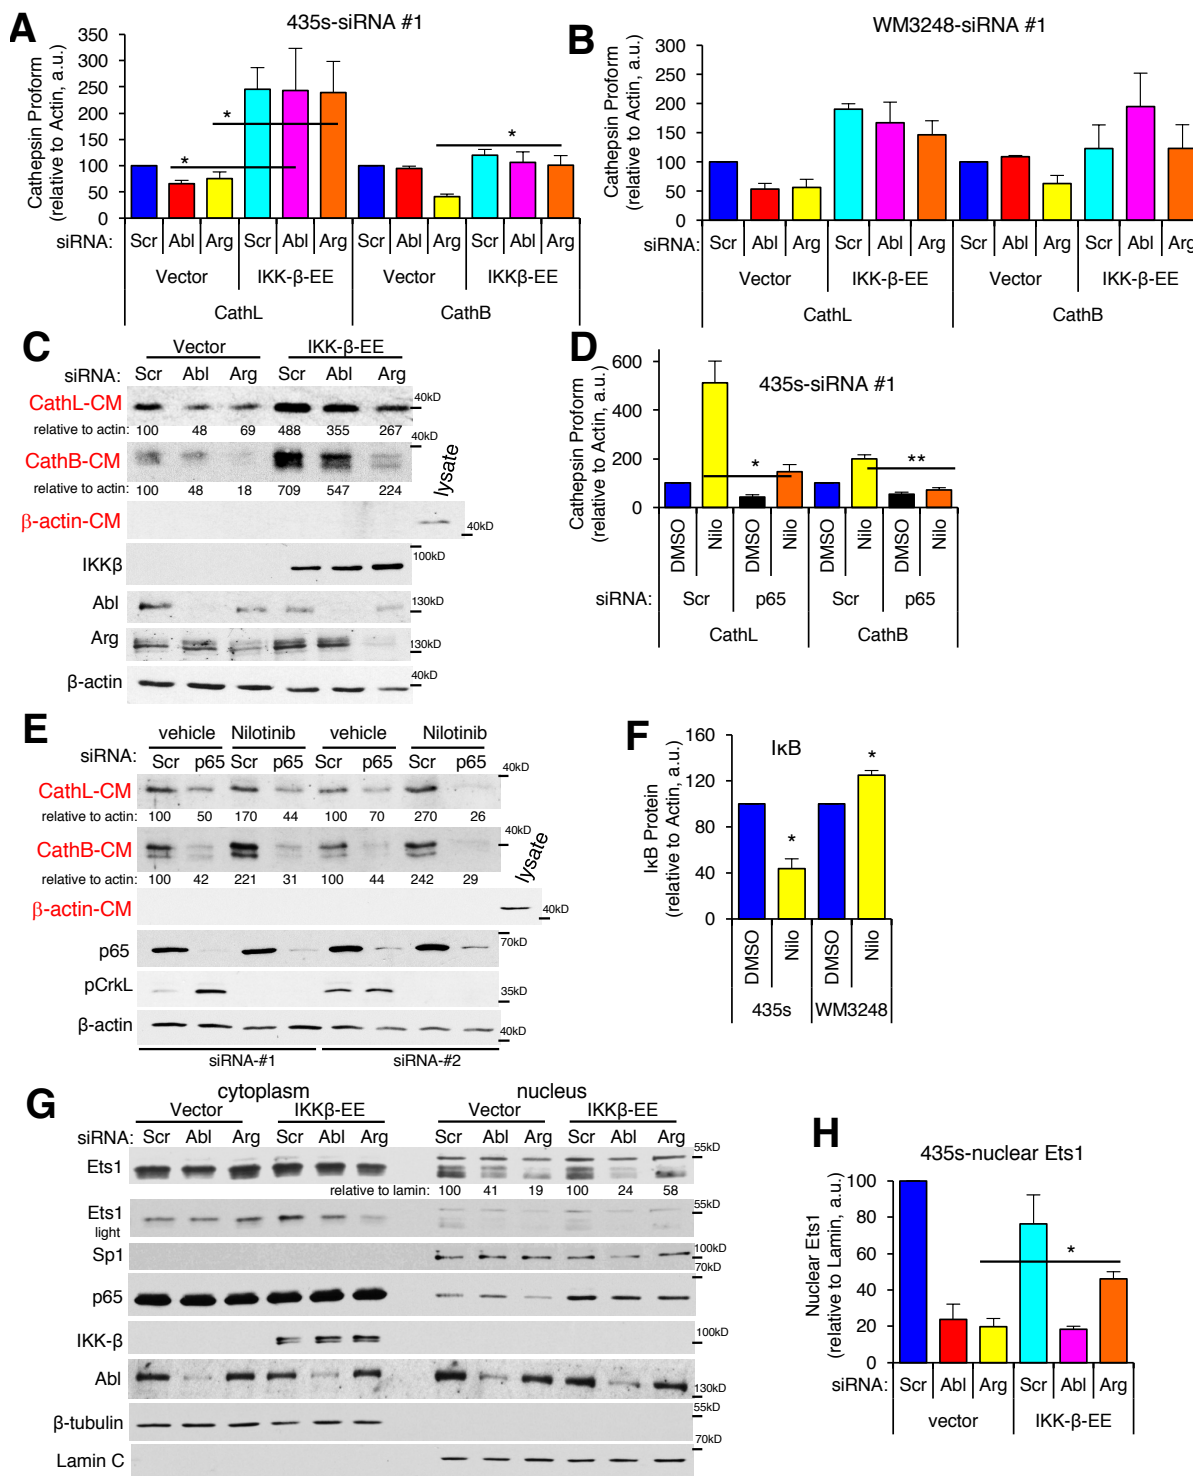 A
435s-siRNA #1
Cathepsin Proform
(relative to Actin, a.u.)
350
300
250
200
150
100
50
0
* * *
siRNA: Scr Abl Arg Scr Abl Arg Scr Abl Arg Scr Abl Arg
Vector IKK-β-EE Vector IKKβ-EE
CathL CathB
B
WM3248-siRNA #1
Cathepsin Proform
(relative to Actin, a.u.)
300
250
200
150
100
50
0
siRNA: Scr Abl Arg Scr Abl Arg Scr Abl Arg Scr Abl Arg
Vector IKK-β-EE Vector IKK-β-EE
CathL CathB
C
Vector IKK-β-EE
siRNA: Scr Abl Arg Scr Abl Arg
CathL-CM 40kD
relative to actin: 100 48 69 488 355 267
CathB-CM 40kD
relative to actin: 100 48 18 709 547 224
lysate
β-actin-CM 40kD
IKKβ 100kD
Abl 130kD
Arg 130kD
β-actin 40kD
D
435s-siRNA #1
Cathepsin Proform
(relative to Actin, a.u.)
600
400
200
0
* **
DMSO Nilo DMSO Nilo DMSO Nilo DMSO Nilo
siRNA: Scr p65 Scr p65
CathL CathB
E
vehicle Nilotinib vehicle Nilotinib
siRNA: Scr p65 Scr p65 Scr p65 Scr p65
CathL-CM 40kD
relative to actin: 100 50 170 44 100 70 270 26
CathB-CM 40kD
relative to actin: 100 42 221 31 100 44 242 29
lysate
β-actin-CM 40kD
p65 70kD
pCrkL 35kD
β-actin 40kD
siRNA-#1 siRNA-#2
F
IκB
IκB Protein
(relative to Actin, a.u.)
160
120
80
40
0
* *
DMSO Nilo DMSO Nilo
435s WM3248
G
cytoplasm nucleus
Vector IKKβ-EE Vector IKKβ-EE
siRNA: Scr Abl Arg Scr Abl Arg Scr Abl Arg Scr Abl Arg
Ets1 55kD
relative to lamin: 100 41 19 100 24 58
Ets1 55kD
light
Sp1 100kD
70kD
p65
IKK-β 100kD
Abl 130kD
β-tubulin 55kD
70kD
Lamin C
H
435s-nuclear Ets1
Nuclear Ets1
(relative to Lamin, a.u.)
100
80
60
40
20
0
*
siRNA: Scr Abl Arg Scr Abl Arg
vector IKK-β-EE